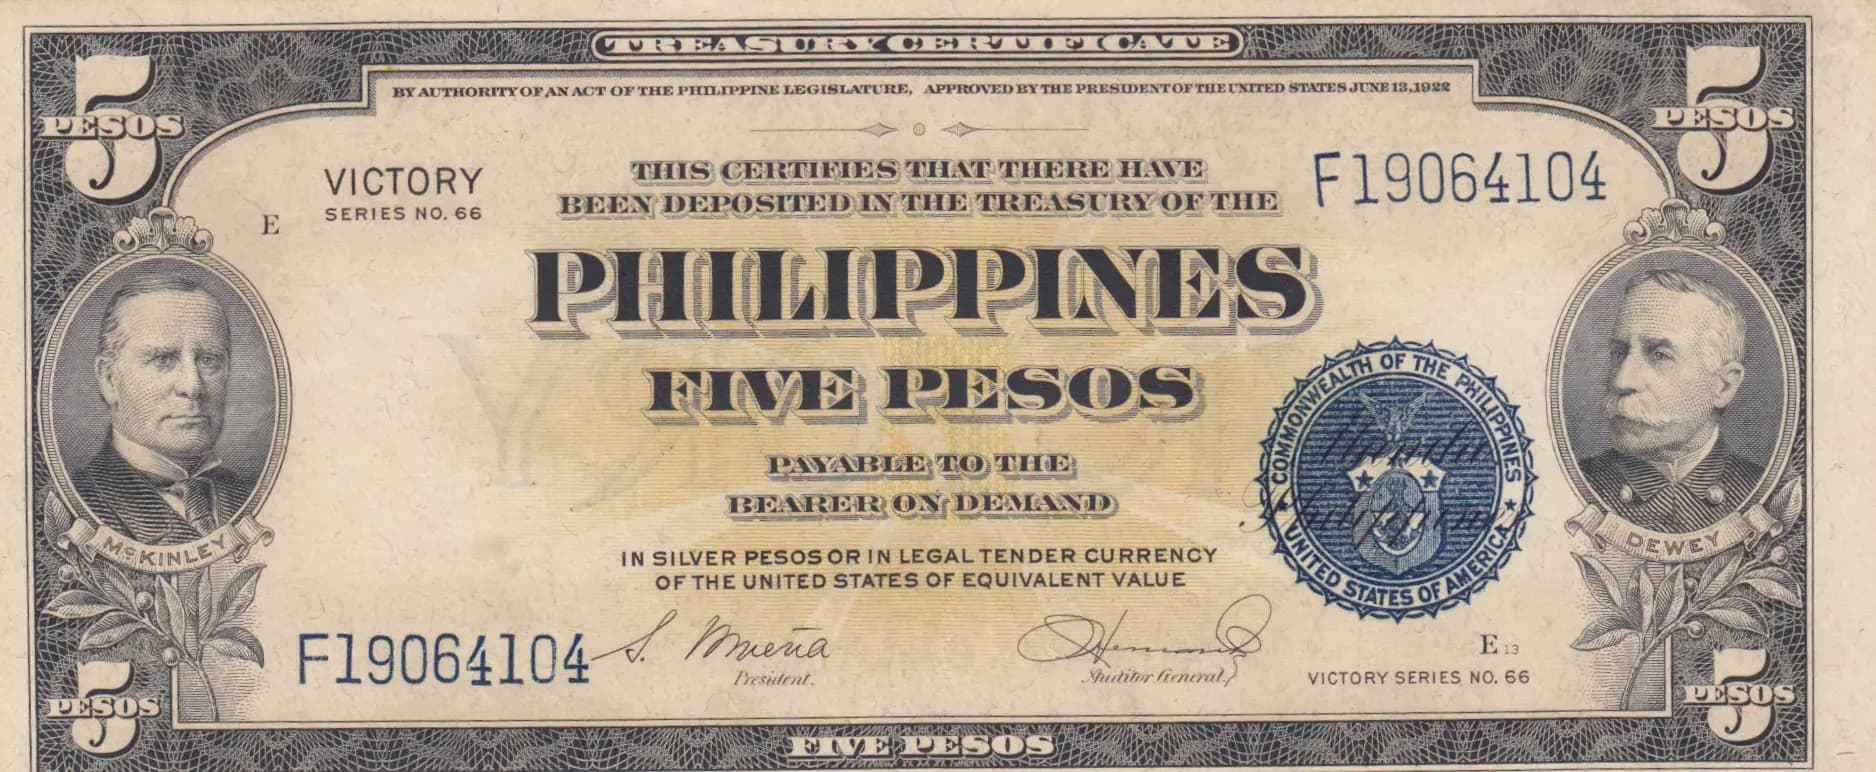 TREASURY CERTIFICATE
5 PESOS
5 PESOS
BY AUTHORITY OF AN ACT OF THE PHILIPPINE LEGISLATURE, APPROVED BY THE PRESIDENT OF THE UNITED STATES JUNE 13, 1922
VICTORY
SERIES NO. 66
E
THIS CERTIFIES THAT THERE HAVE
BEEN DEPOSITED IN THE TREASURY OF THE
F19064104
PHILIPPINES
FIVE PESOS
PAYABLE TO THE
BEARER ON DEMAND
IN SILVER PESOS OR IN LEGAL TENDER CURRENCY
OF THE UNITED STATES OF EQUIVALENT VALUE
McKINLEY
DEWEY
COMMONWEALTH OF THE PHILIPPINES
UNITED STATES OF AMERICA
F19064104
S. Osmeña
President.
Auditor General.
E 13
VICTORY SERIES NO. 66
5 PESOS
FIVE PESOS
5 PESOS